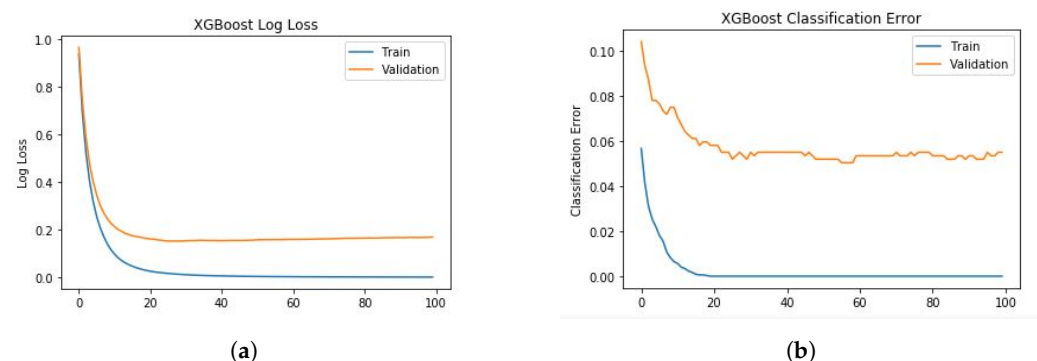 XGBoost Log Loss
1.0
0.8
0.6
0.4
0.2
0.0
Log Loss
Train
Validation
0 20 40 60 80 100
(a)
XGBoost Classification Error
0.10
0.08
0.06
0.04
0.02
0.00
Classification Error
Train
Validation
0 20 40 60 80 100
(b)